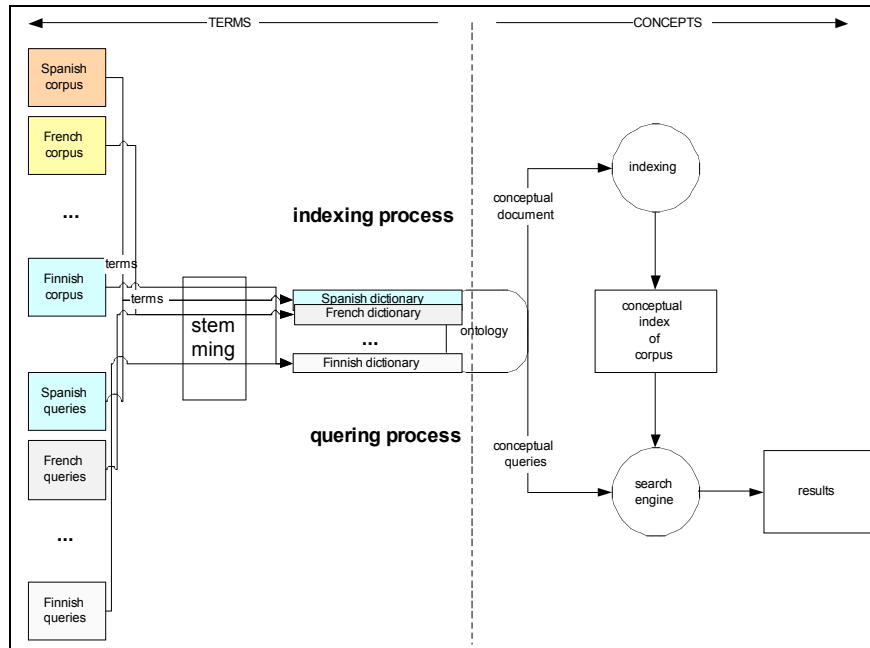 TERMS
CONCEPTS
Spanish
corpus
French
corpus
...
Finnish
corpus
terms
terms
stem
ming
indexing process
Spanish dictionary
French dictionary
...
Finnish dictionary
ontology
quering process
Spanish
queries
French
queries
...
Finnish
queries
conceptual
document
conceptual
queries
indexing
conceptual
index
of
corpus
search
engine
results